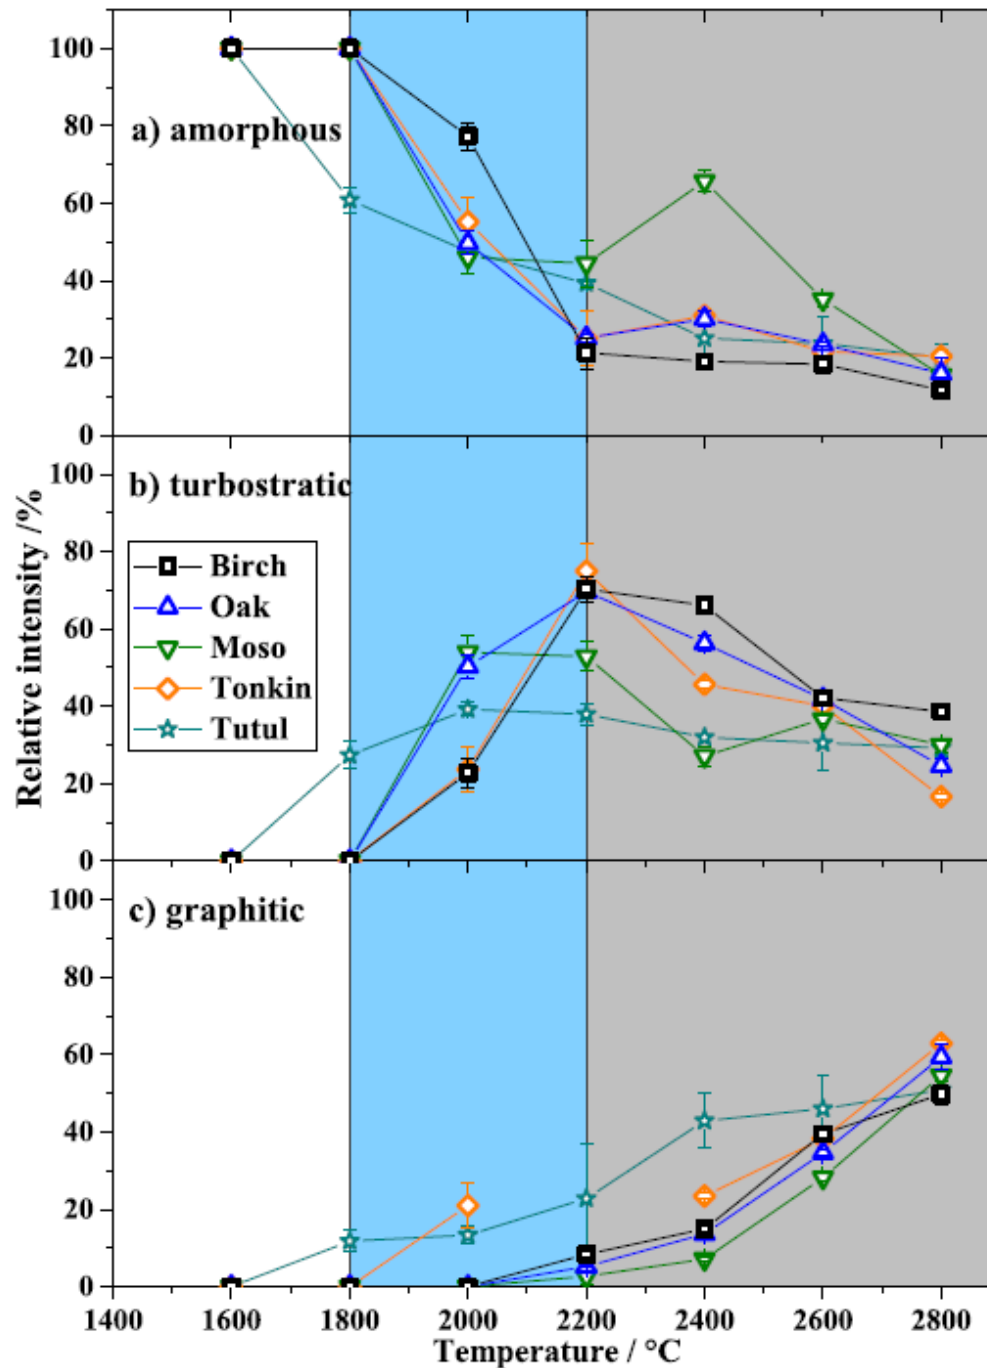 100
80
60
40
20
0
a) amorphous
100
80
60
40
20
0
b) turbostratic
Birch
Oak
Moso
Tonkin
Tutul
Relative intensity /%
100
80
60
40
20
0
c) graphitic
1400 1600 1800 2000 2200 2400 2600 2800
Temperature / °C